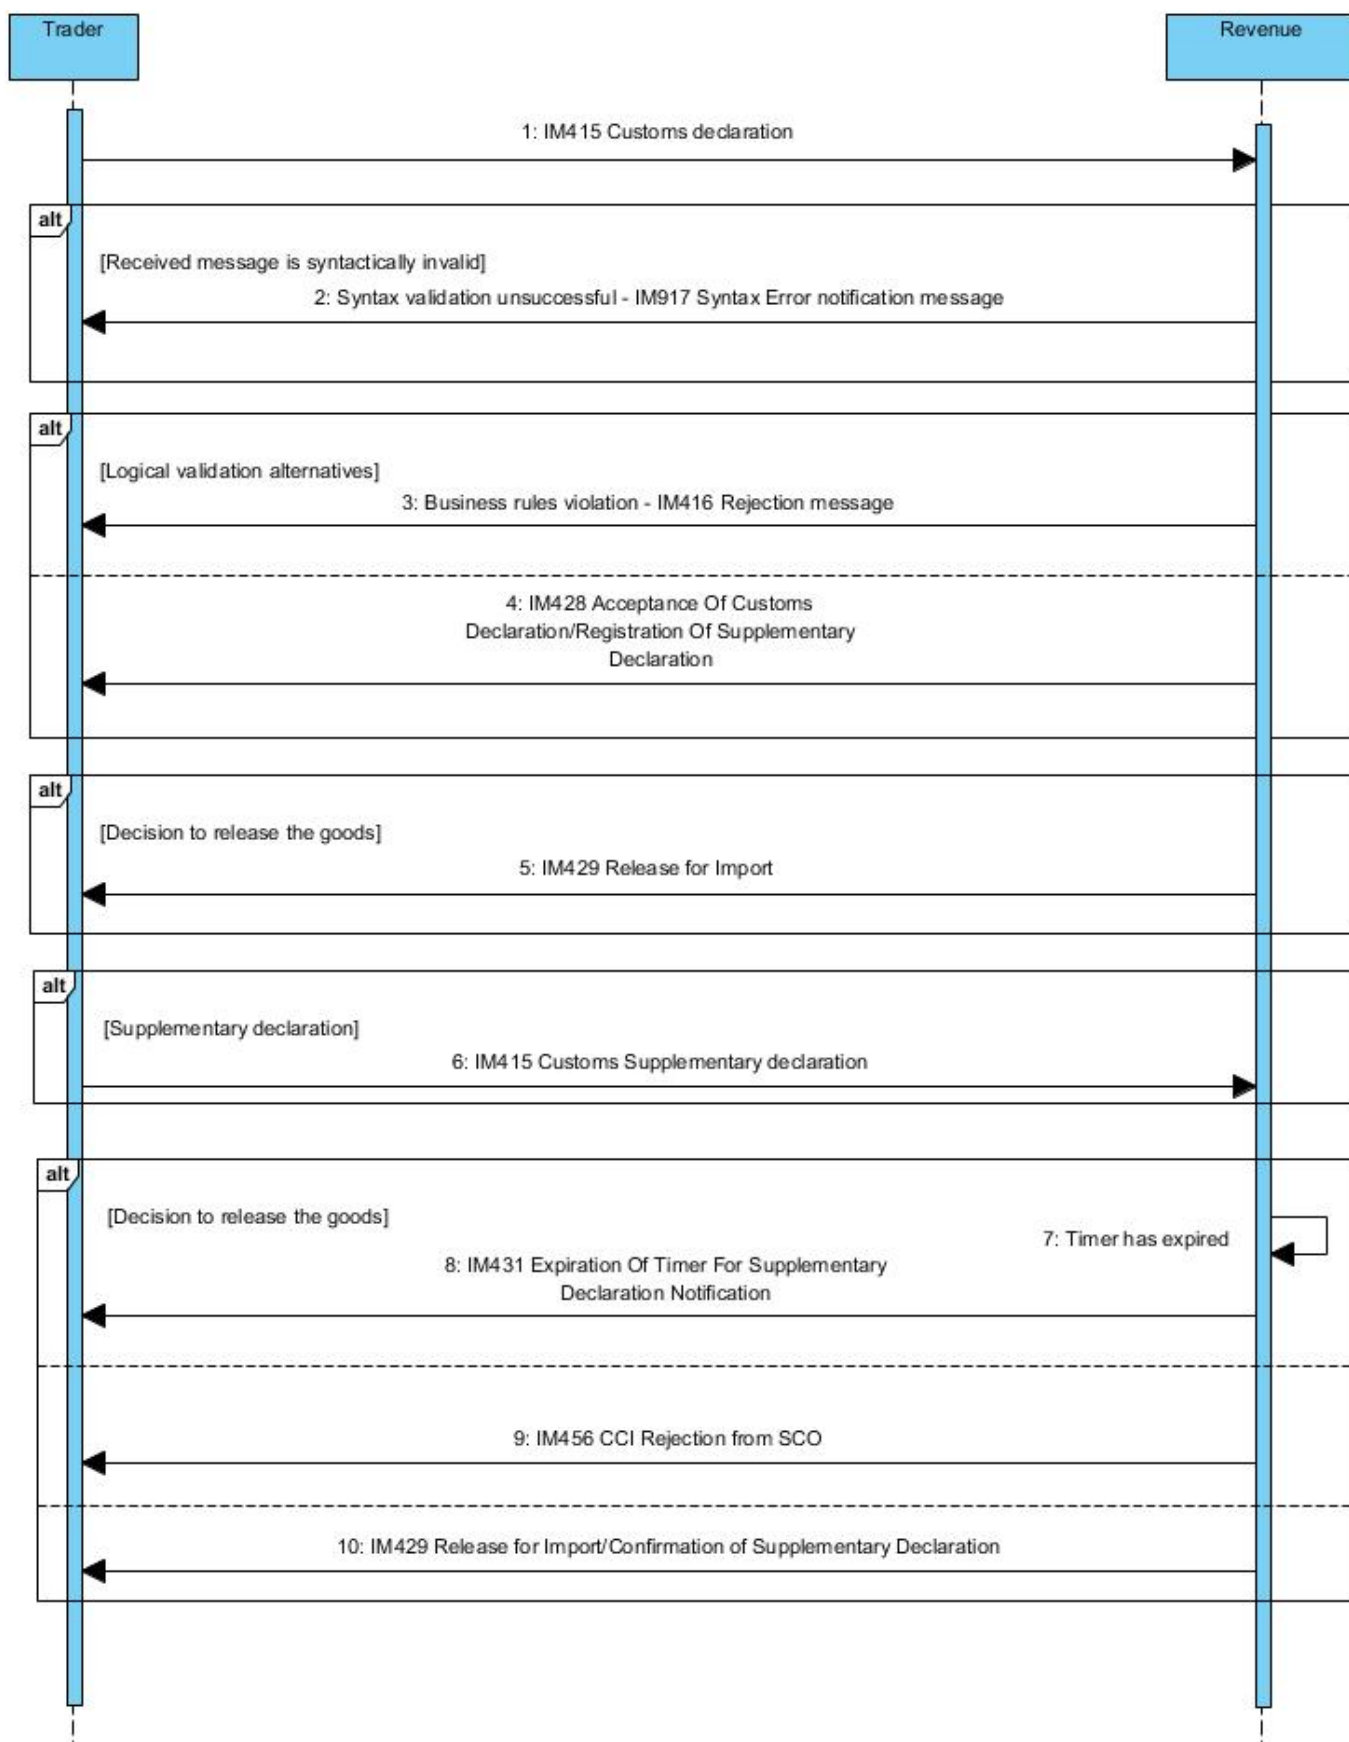 Trader
Revenue
1: IM415 Customs declaration
alt
[Received message is syntactically invalid]
2: Syntax validation unsuccessful - IM917 Syntax Error notification message
alt
[Logical validation alternatives]
3: Business rules violation - IM416 Rejection message
4: IM428 Acceptance Of Customs
Declaration/Registration Of Supplementary
Declaration
alt
[Decision to release the goods]
5: IM429 Release for Import
alt
[Supplementary declaration]
6: IM415 Customs Supplementary declaration
alt
[Decision to release the goods]
7: Timer has expired
8: IM431 Expiration Of Timer For Supplementary
Declaration Notification
9: IM456 CCI Rejection from SCO
10: IM429 Release for Import/Confirmation of Supplementary Declaration